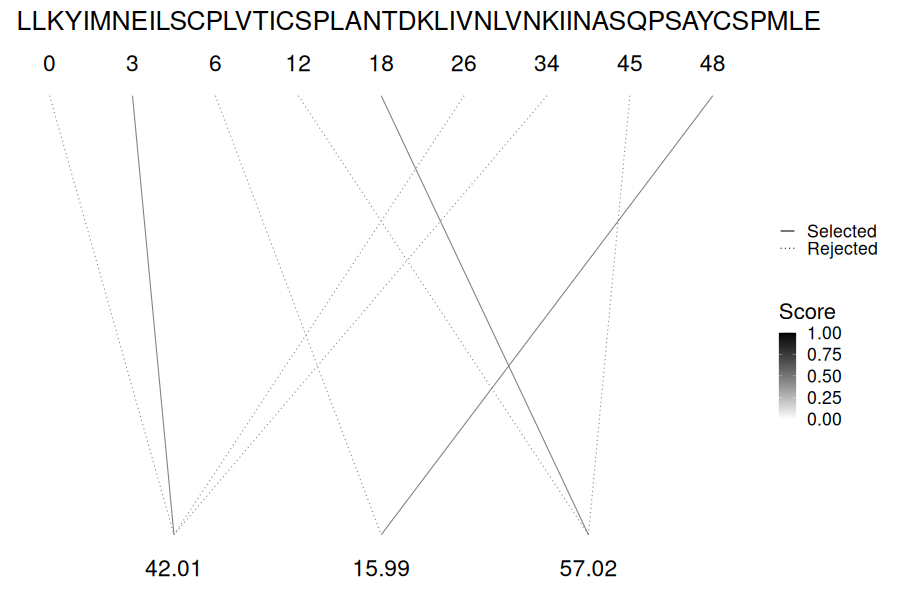 LLKYIMNEILSCPLVTICSPLANTDKLIVNLVNKIINASQPSAYCSPMLE
0 3 6 12 18 26 34 45 48
Selected
Rejected
Score
1.00
0.75
0.50
0.25
0.00
42.01 15.99 57.02